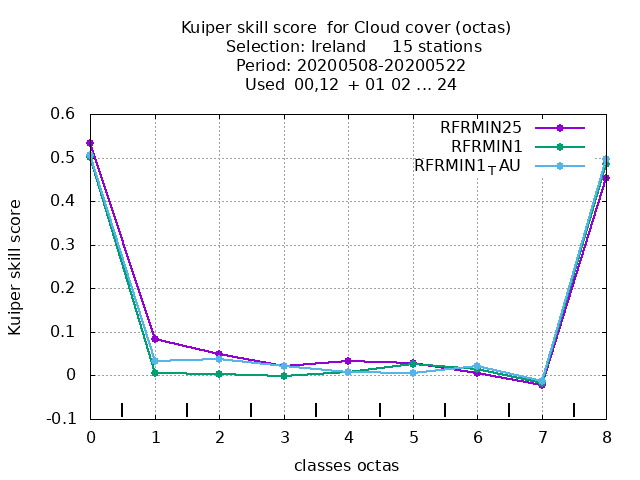 Kuiper skill score  for Cloud cover (octas)
Selection: Ireland     15 stations
Period: 20200508-20200522
Used  00,12  + 01 02 ... 24
RFRMIN25
RFRMIN1
RFRMIN1TAU
0.6
0.5
0.4
0.3
0.2
0.1
0
-0.1
Kuiper skill score
0 1 2 3 4 5 6 7 8
classes octas